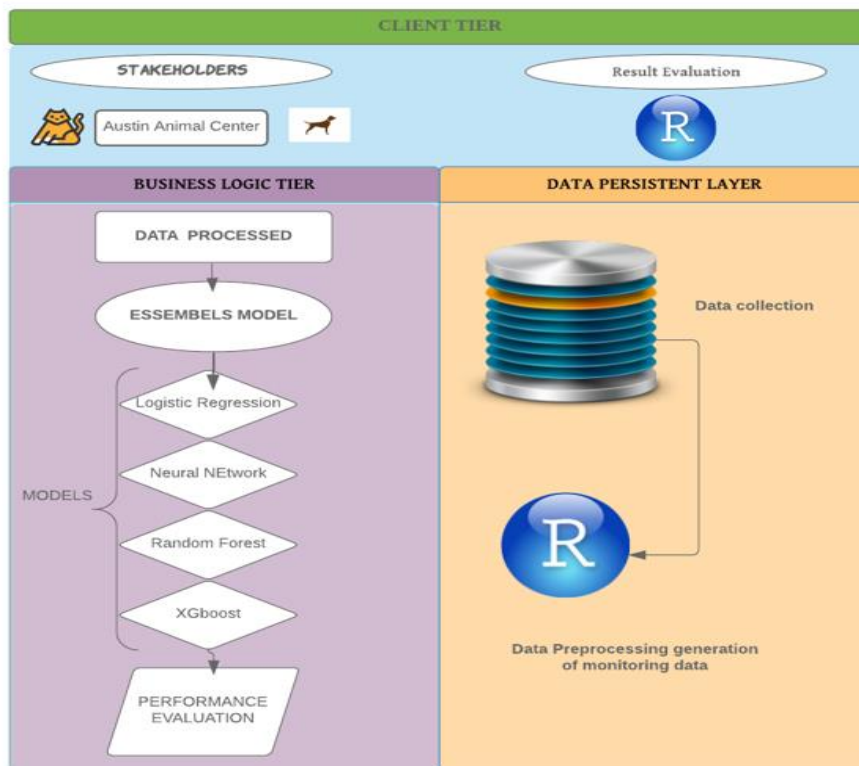 CLIENT TIER
STAKEHOLDERS
Result Evaluation
Austin Animal Center
R
BUSINESS LOGIC TIER
DATA PERSISTENT LAYER
DATA PROCESSED
ESSEMBELS MODEL
Logistic Regression
Neural NEtwork
MODELS
Random Forest
XGboost
PERFORMANCE
EVALUATION
Data collection
R
Data Preprocessing generation
of monitoring data